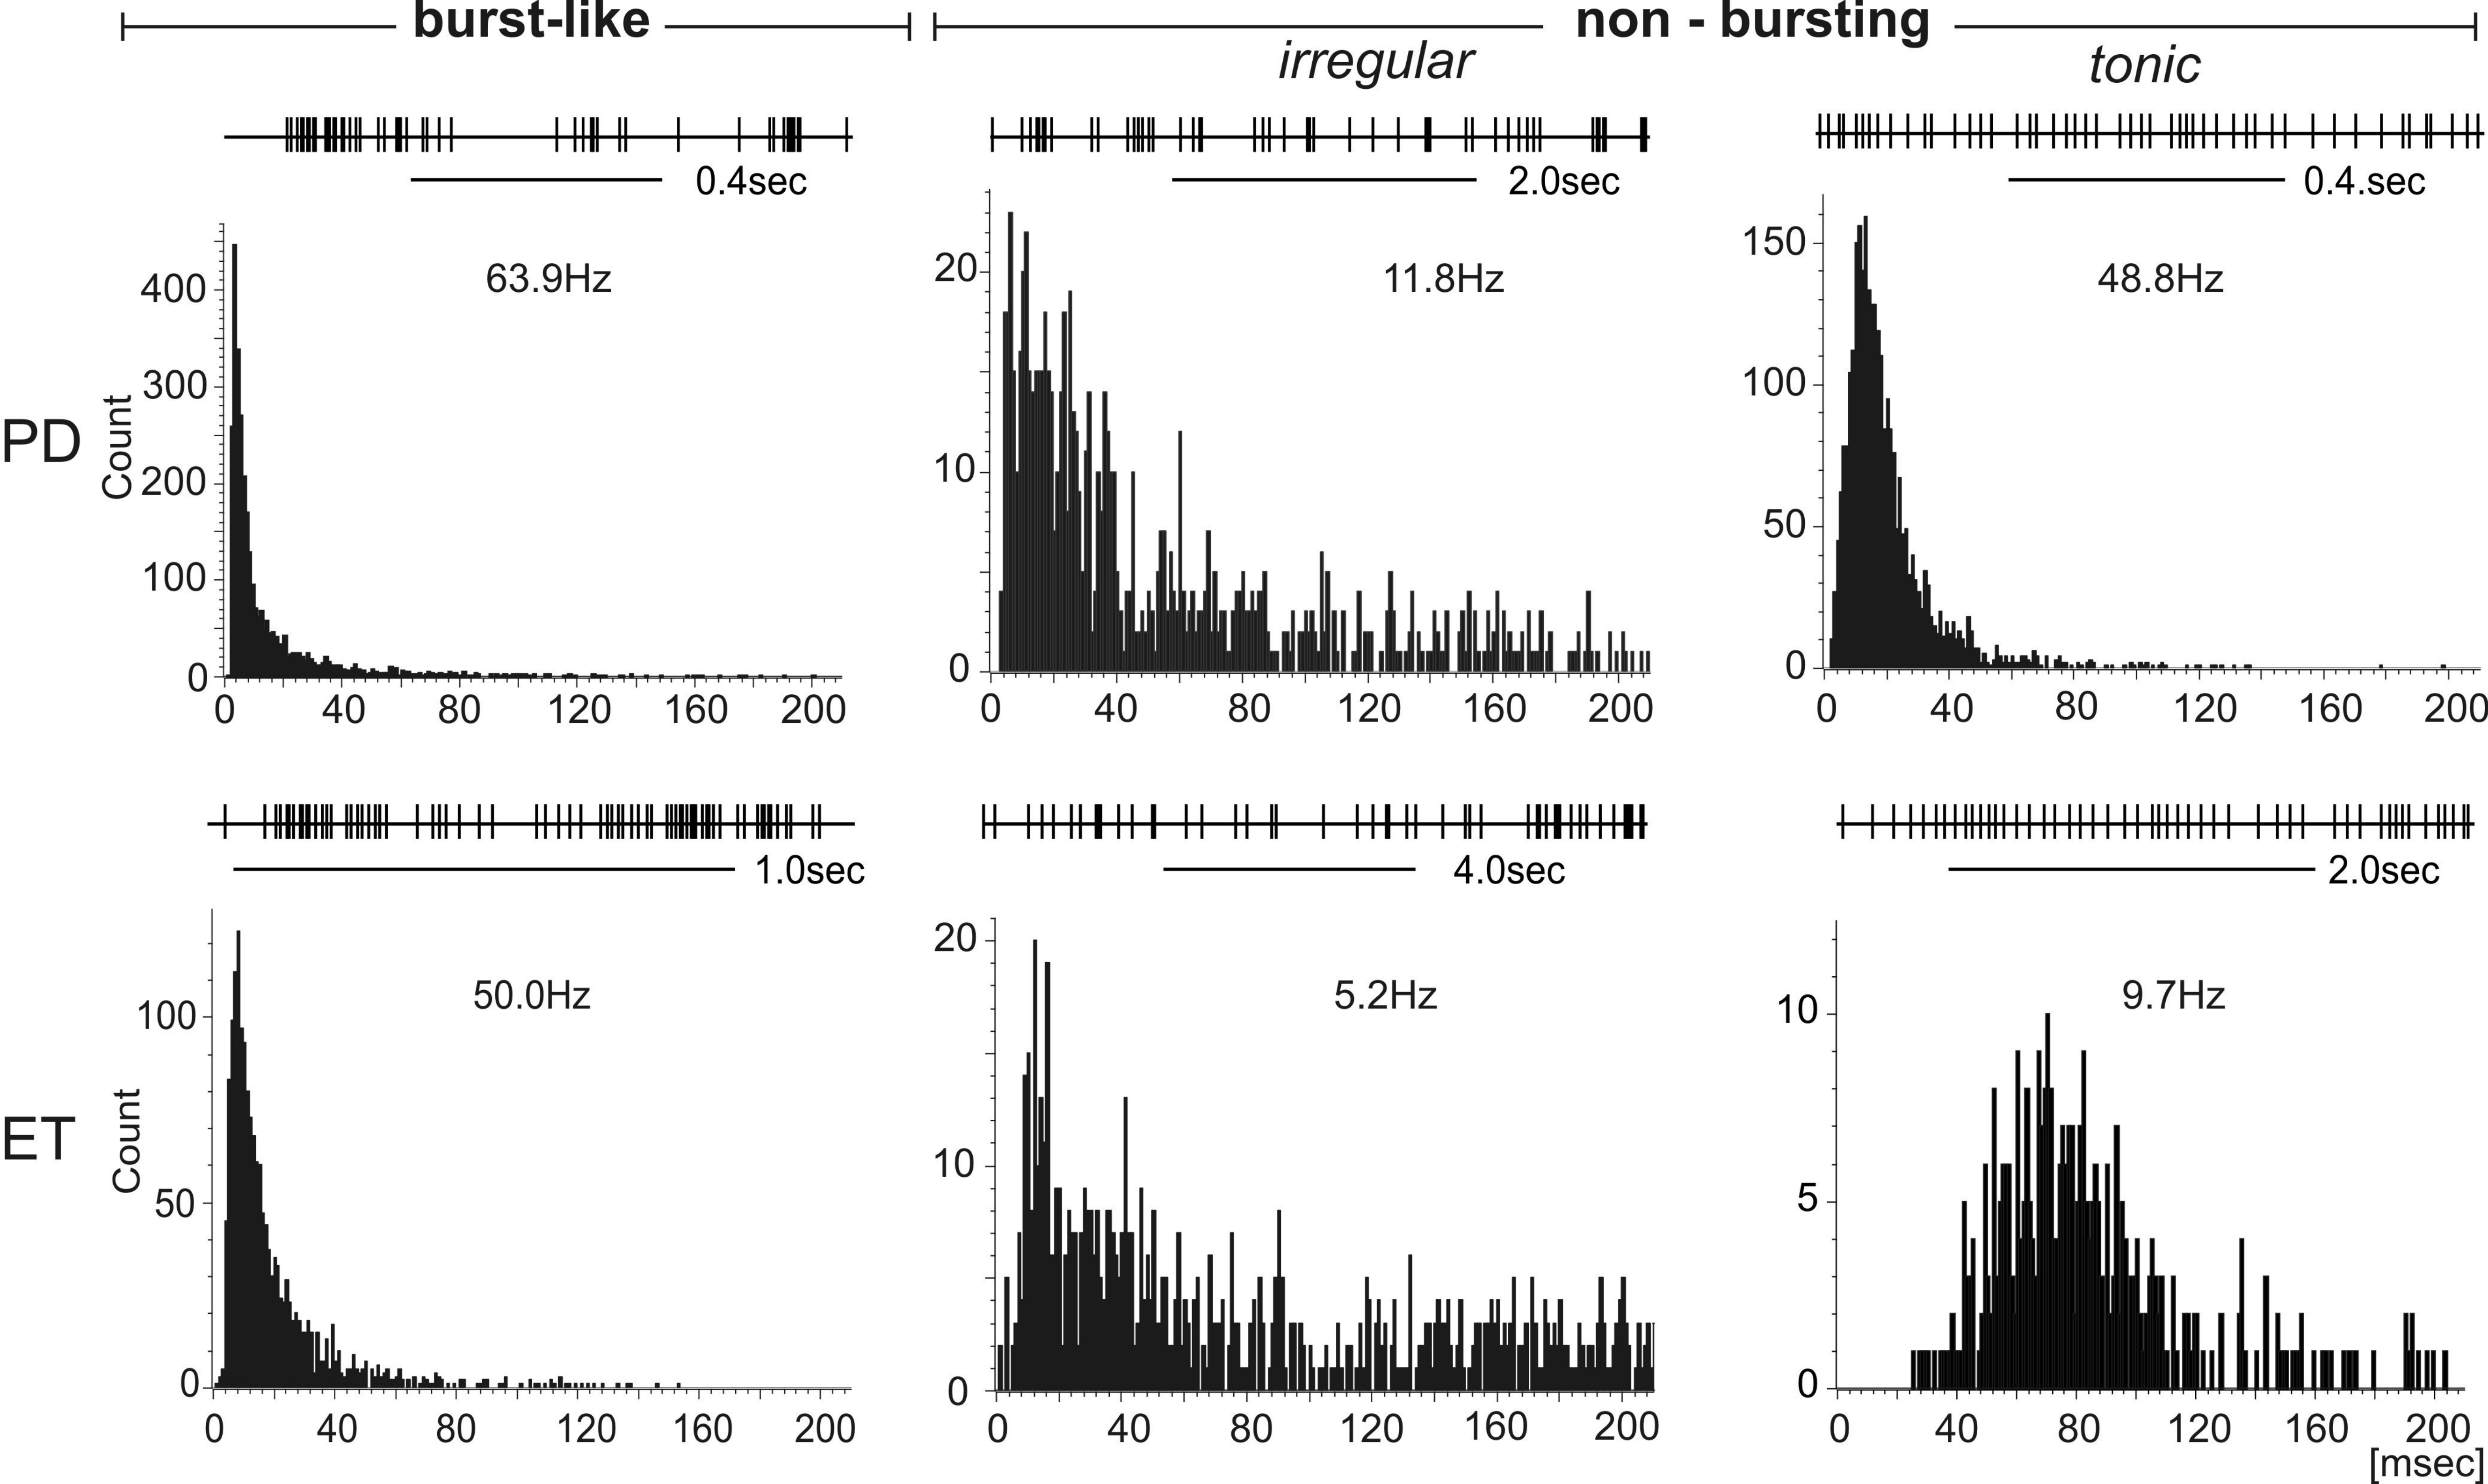 burst-like
non - bursting
irregular
tonic
0.4sec
2.0sec
0.4.sec
PD
Count
400
300
200
100
0
63.9Hz
0 40 80 120 160 200
20
10
0
11.8Hz
0 40 80 120 160 200
150
100
50
0
48.8Hz
0 40 80 120 160 200
1.0sec
4.0sec
2.0sec
ET
Count
100
50
0
50.0Hz
0 40 80 120 160 200
20
10
0
5.2Hz
0 40 80 120 160 200
10
5
0
9.7Hz
0 40 80 120 160 200
[msec]